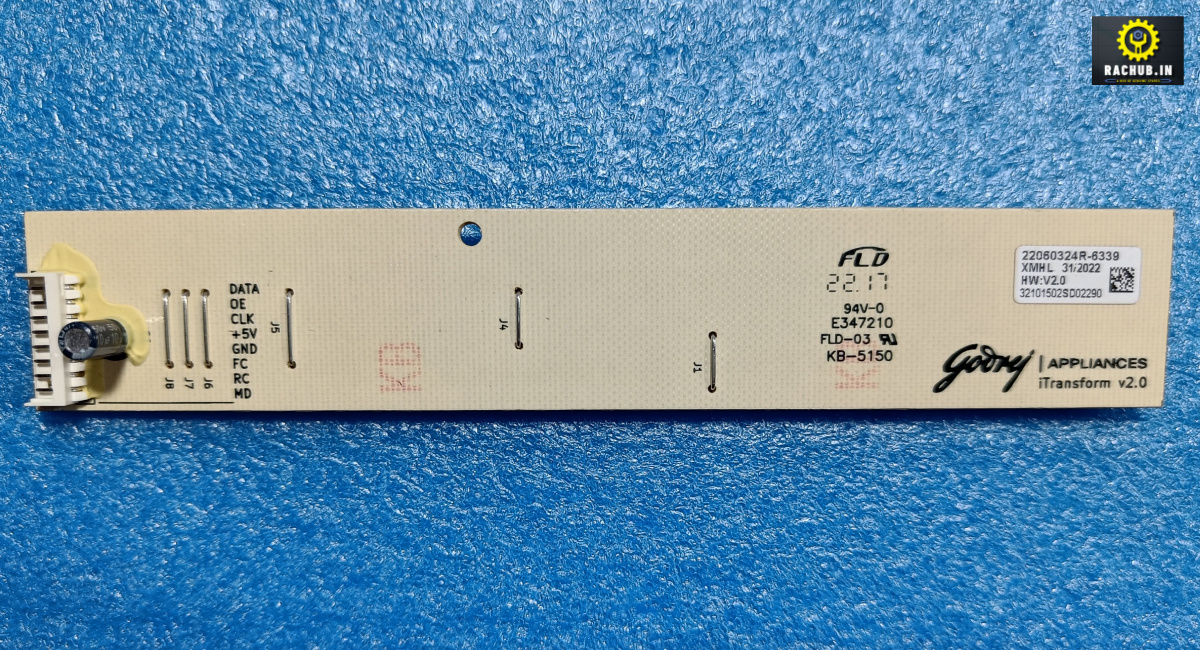 RACHUB.IN
DATA
OE
CLK
+5V
GND
FC
RC
MD
J8
J7
J6
J5
KB
J4
J1
FLD
22.17
94V-0
E347210
FLD-03
KB-5150
22060324R-6339
XMHL 31/2022
HW:V2.0
32101502SD02290
Godrej | APPLIANCES
iTransform v2.0